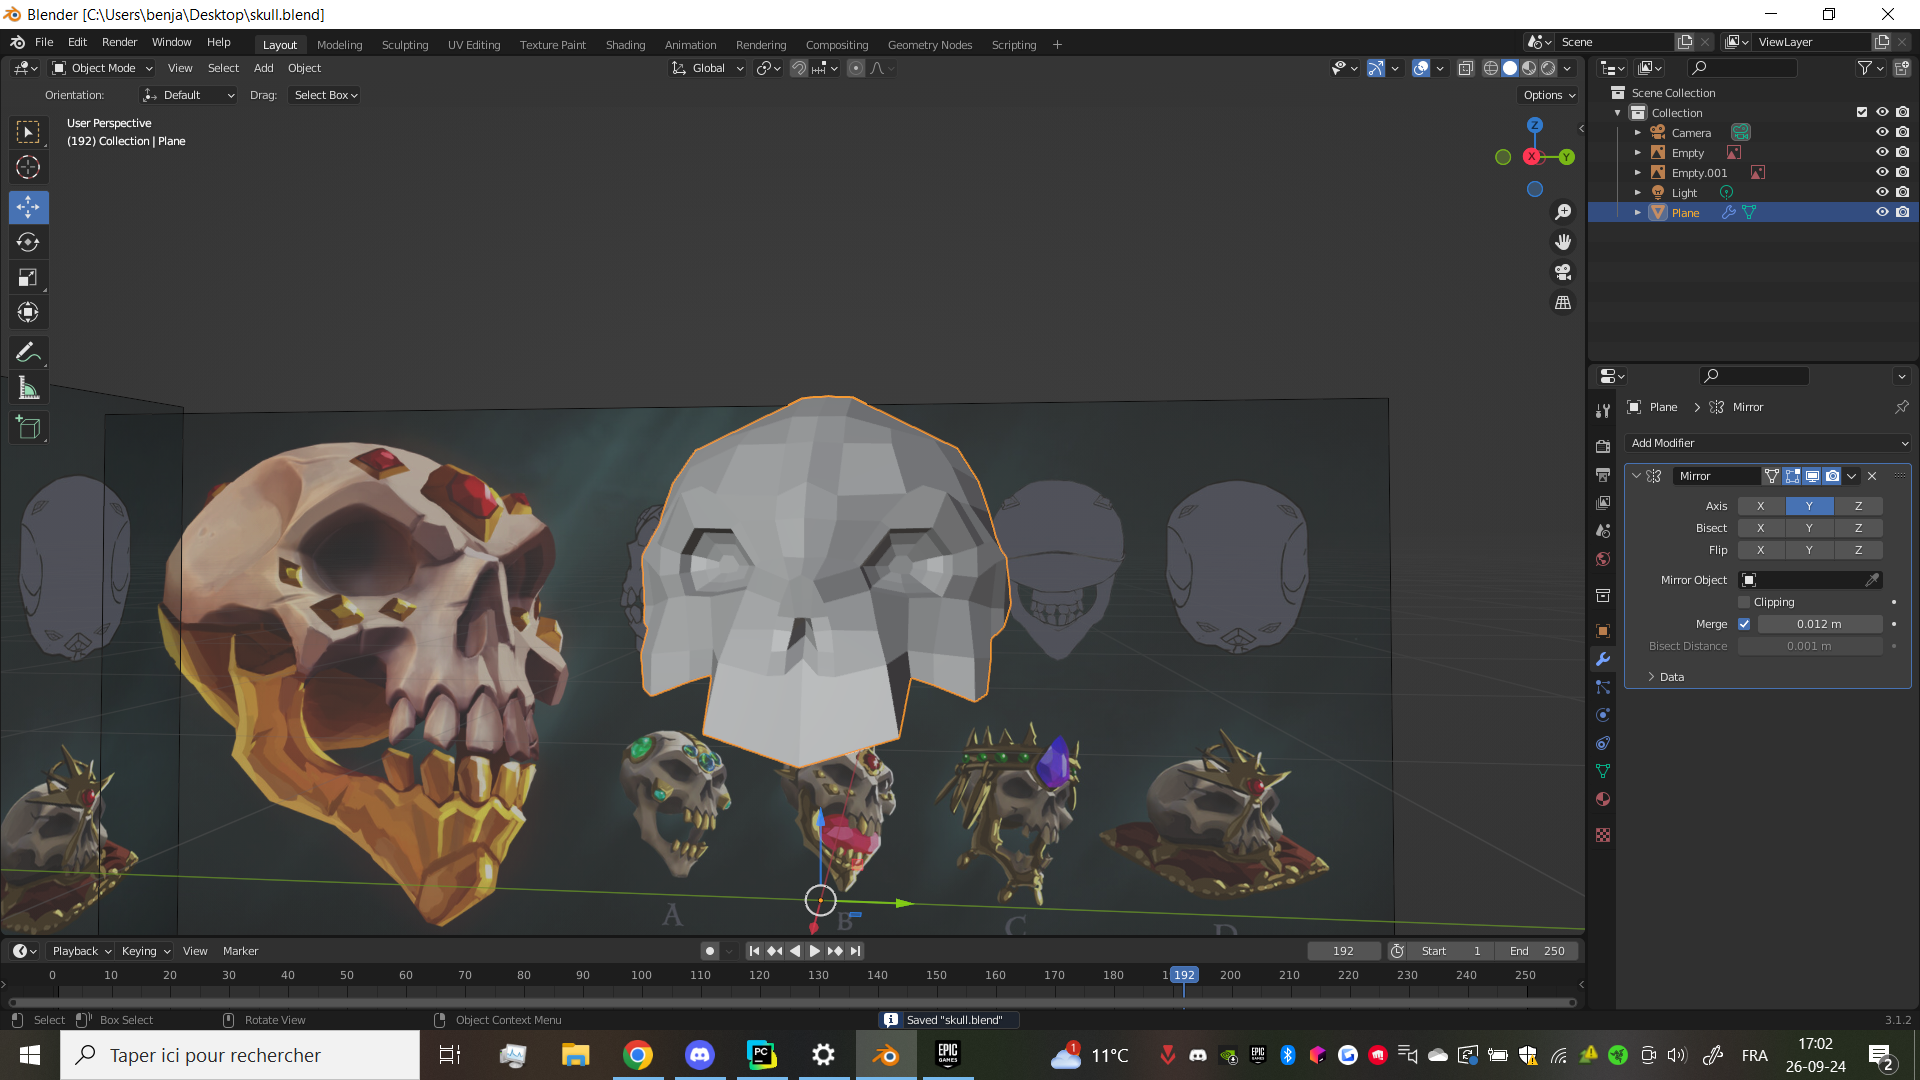 Blender [C:\Users\benja\Desktop\skull.blend]
File Edit Render Window Help Layout Modeling Sculpting UV Editing Texture Paint Shading Animation Rendering Compositing Geometry Nodes Scripting + Scene ViewLayer
Object Mode View Select Add Object Global
Orientation: Default Drag: Select Box Options
User Perspective
(192) Collection | Plane
Z
X
Y
Scene Collection
Collection
Camera
Empty
Empty.001
Light
Plane
Plane > Mirror
Add Modifier
Mirror
Axis X Y Z
Bisect X Y Z
Flip X Y Z
Mirror Object
Clipping
Merge 0.012 m
Bisect Distance 0.001 m
Data
A B C D
Playback Keying View Marker 192 Start 1 End 250
0 10 20 30 40 50 60 70 80 90 100 110 120 130 140 150 160 170 180 192 200 210 220 230 240 250
Select Box Select Rotate View Object Context Menu Saved "skull.blend" 3.1.2
Taper ici pour rechercher
PC
EPIC GAMES
1
11°C
FRA
17:02
26-09-24
2